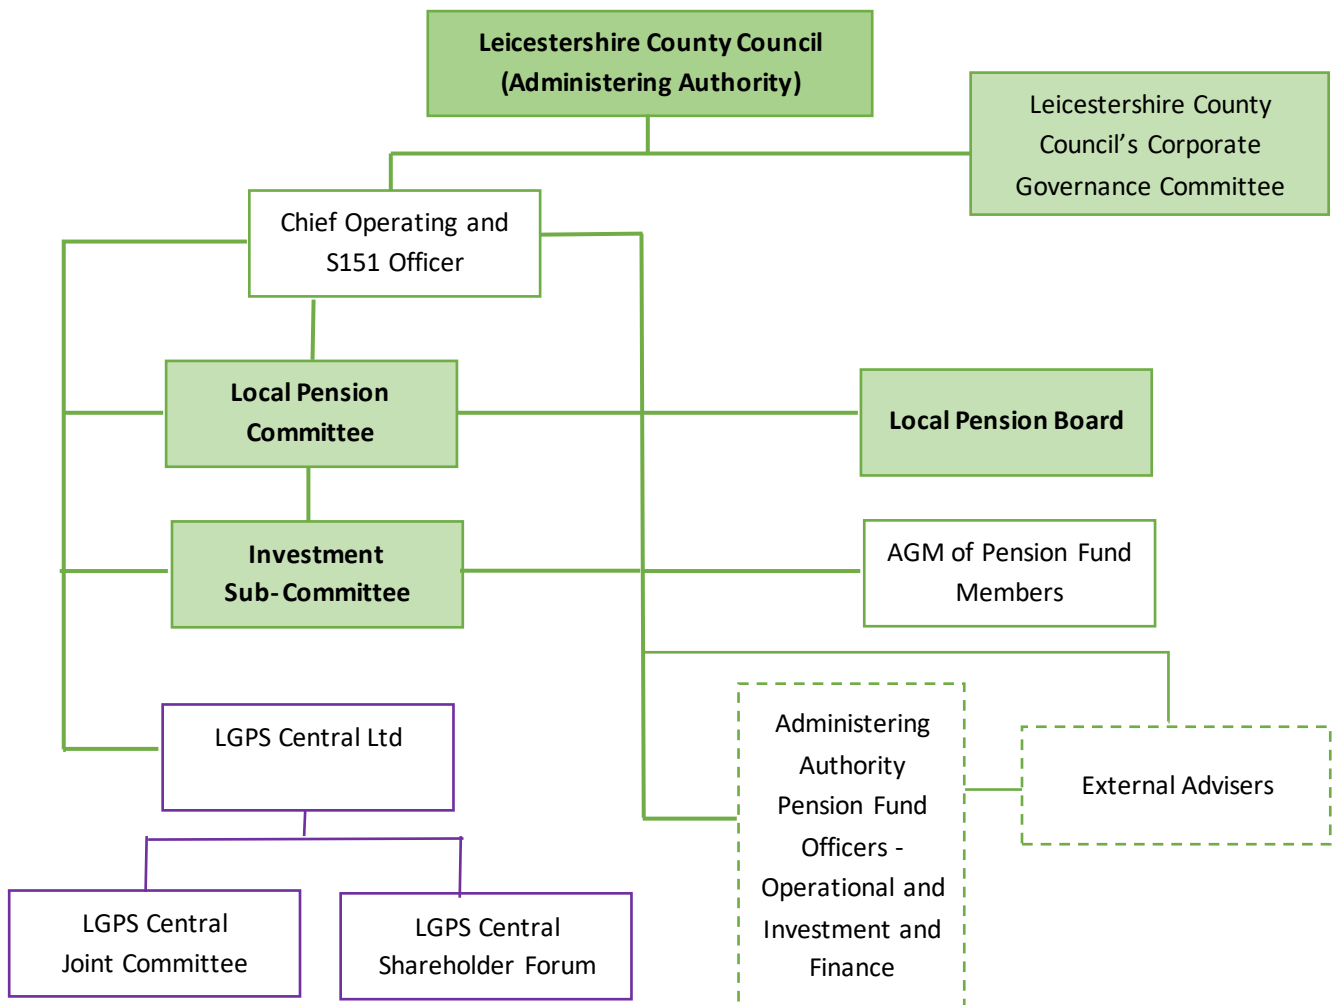 Leicestershire County Council
(Administering Authority)
Leicestershire County
Council’s Corporate
Governance Committee
Chief Operating and
S151 Officer
Local Pension
Committee
Local Pension Board
Investment
Sub-Committee
AGM of Pension Fund
Members
LGPS Central Ltd
Administering
Authority
Pension Fund
Officers -
Operational and
Investment and
Finance
External Advisers
LGPS Central
Joint Committee
LGPS Central
Shareholder Forum